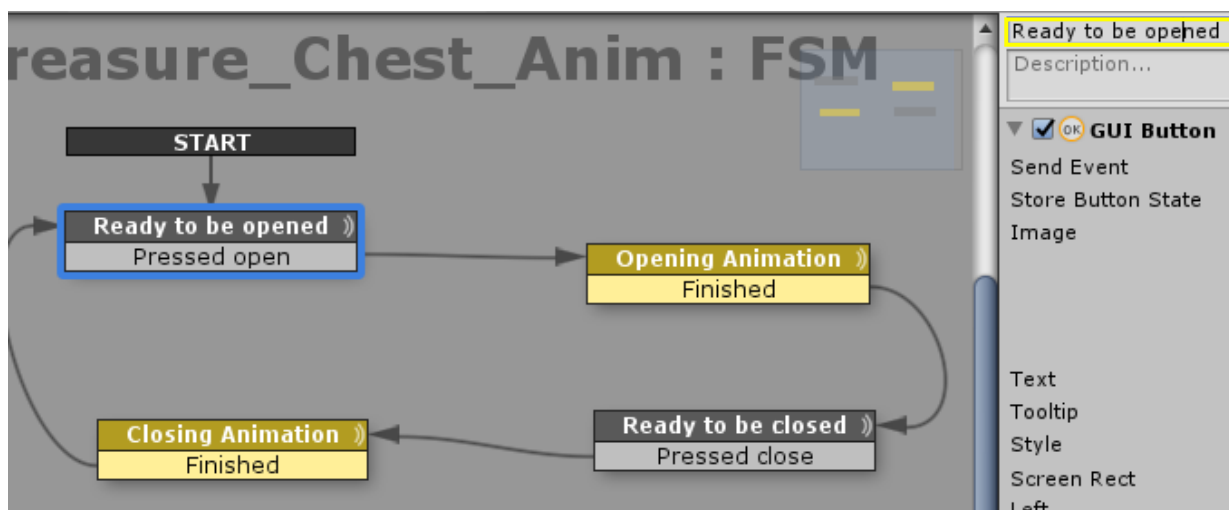 reasure_Chest_Anim : FSM
START
Ready to be opened
Pressed open
Opening Animation
Finished
Closing Animation
Finished
Ready to be closed
Pressed close
Ready to be opened
Description...
OK GUI Button
Send Event
Store Button State
Image
Text
Tooltip
Style
Screen Rect
Left